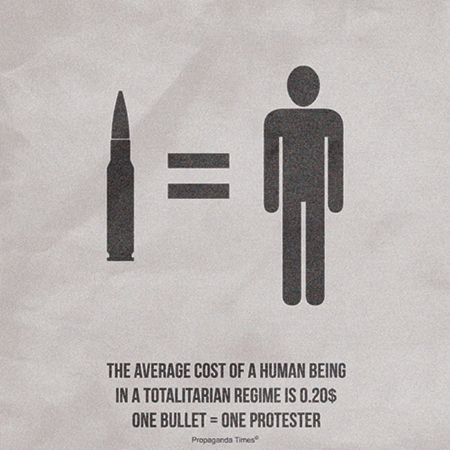 THE AVERAGE COST OF A HUMAN BEING
IN A TOTALITARIAN REGIME IS 0.20$
ONE BULLET = ONE PROTESTER
Propaganda Times©